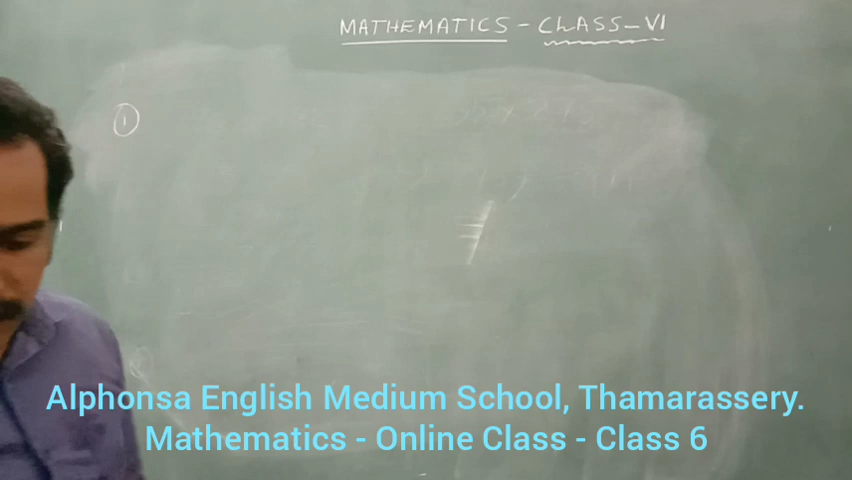 MATHEMATICS - CLASS-VI
①
Alphonsa English Medium School, Thamarassery.
Mathematics - Online Class - Class 6